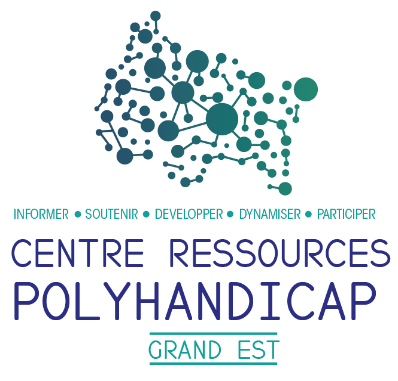 INFORMER ● SOUTENIR ● DEVELOPPER ● DYNAMISER ● PARTICIPER
CENTRE RESSOURCES
POLYHANDICAP
GRAND EST